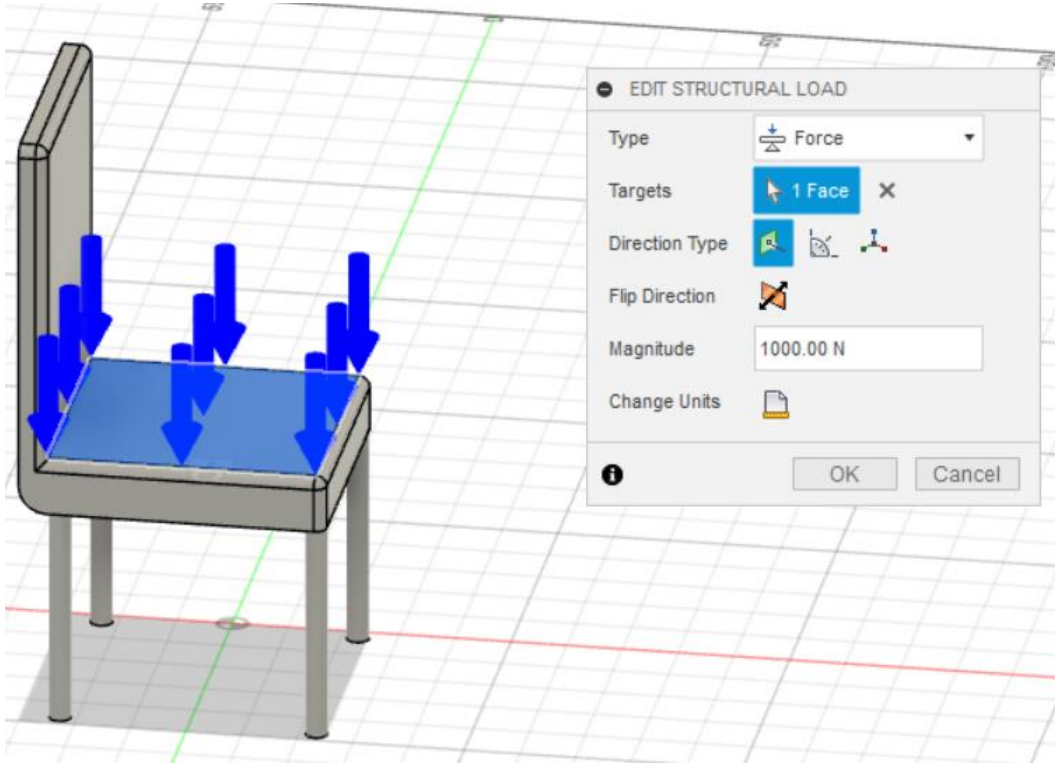 EDIT STRUCTURAL LOAD
Type Force
Targets 1 Face
Direction Type
Flip Direction
Magnitude 1000.00 N
Change Units
OK Cancel